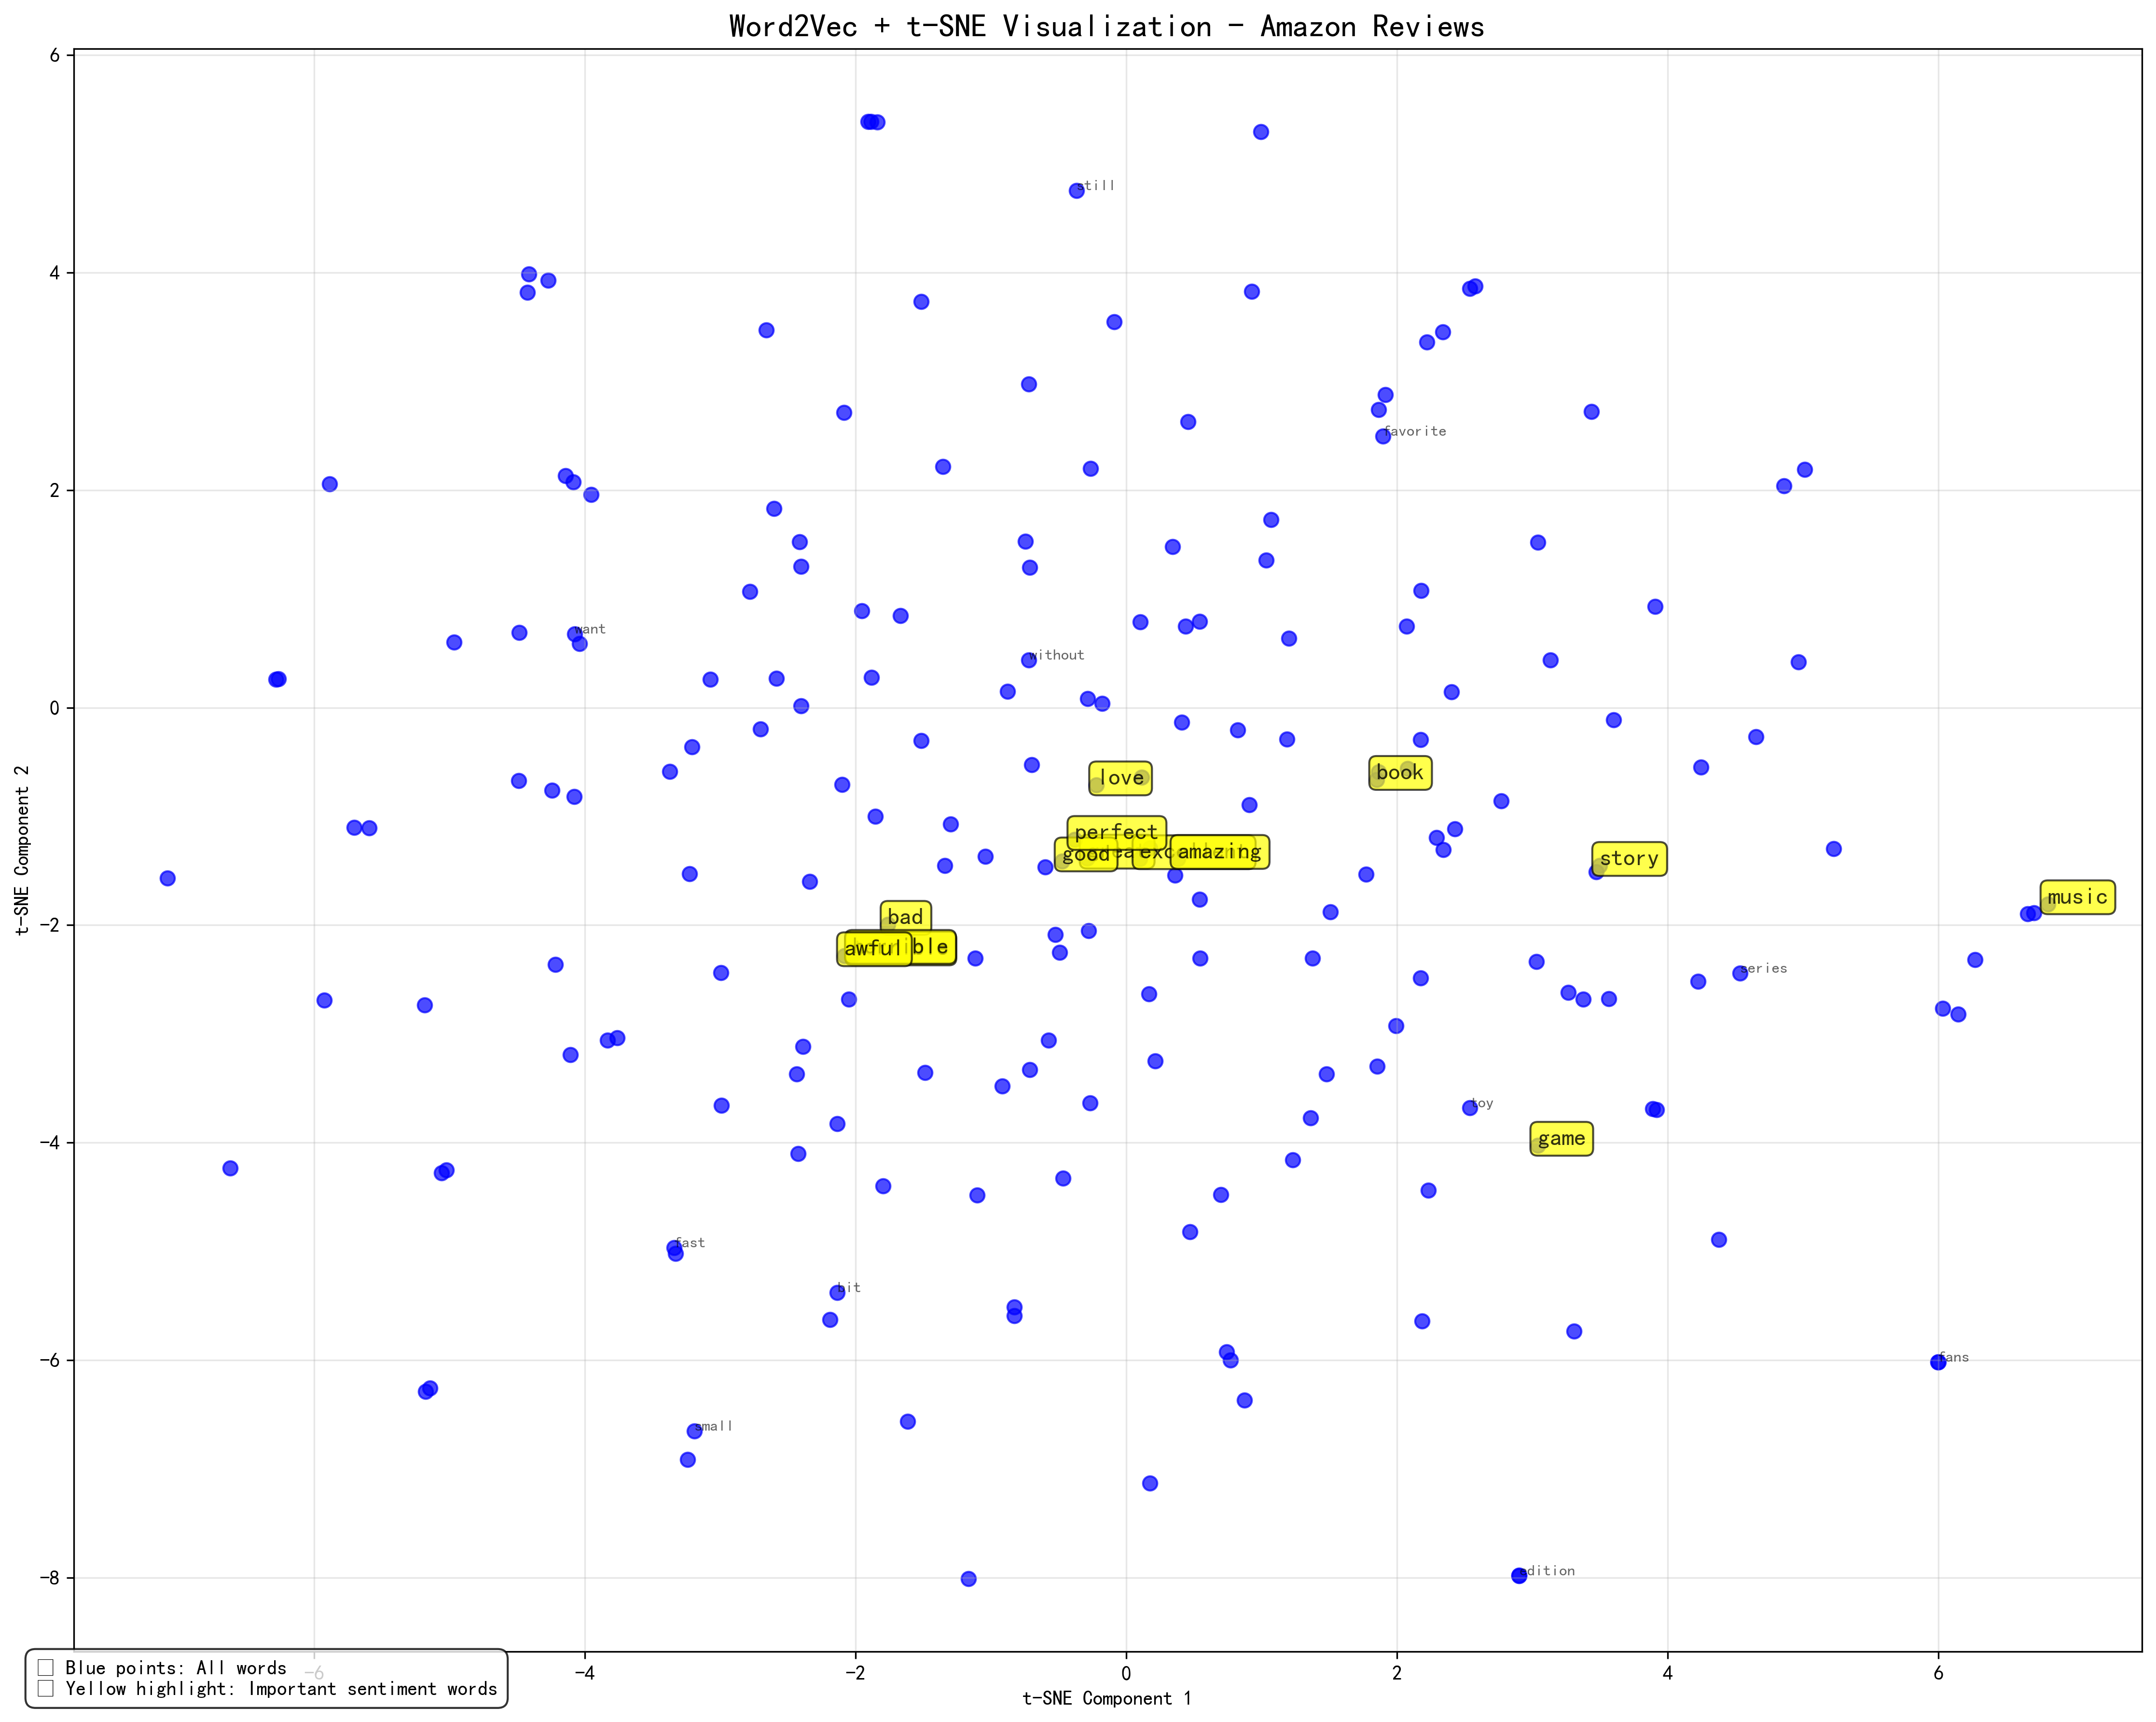 Word2Vec + t-SNE Visualization - Amazon Reviews
6
still
4
favorite
2
want
without
0
love
book
perfect
good
amazing
story
music
bad
-2
awful
series
toy
-4
game
fast
bit
-6
fans
small
-8
edition
t-SNE Component 2
-6
-4
-2
0
2
4
6
Blue points: All words
Yellow highlight: Important sentiment words
t-SNE Component 1